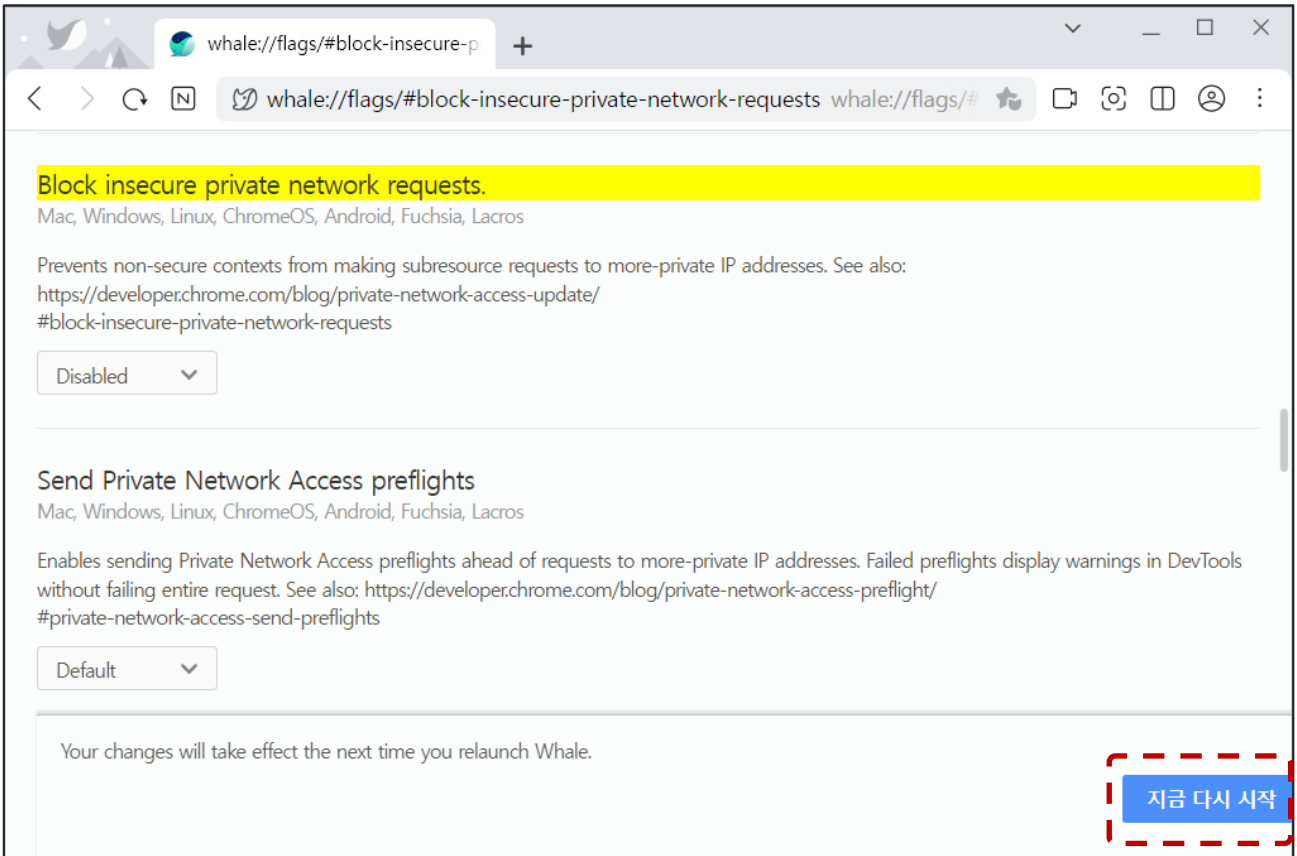 whale://flags/#block-insecure-p
whale://flags/#block-insecure-private-network-requests whale://flags/#
Block insecure private network requests.
Mac, Windows, Linux, ChromeOS, Android, Fuchsia, Lacros
Prevents non-secure contexts from making subresource requests to more-private IP addresses. See also:
https://developer.chrome.com/blog/private-network-access-update/
#block-insecure-private-network-requests
Disabled
Send Private Network Access preflights
Mac, Windows, Linux, ChromeOS, Android, Fuchsia, Lacros
Enables sending Private Network Access preflights ahead of requests to more-private IP addresses. Failed preflights display warnings in DevTools
without failing entire request. See also: https://developer.chrome.com/blog/private-network-access-preflight/
#private-network-access-send-preflights
Default
Your changes will take effect the next time you relaunch Whale.
지금 다시 시작